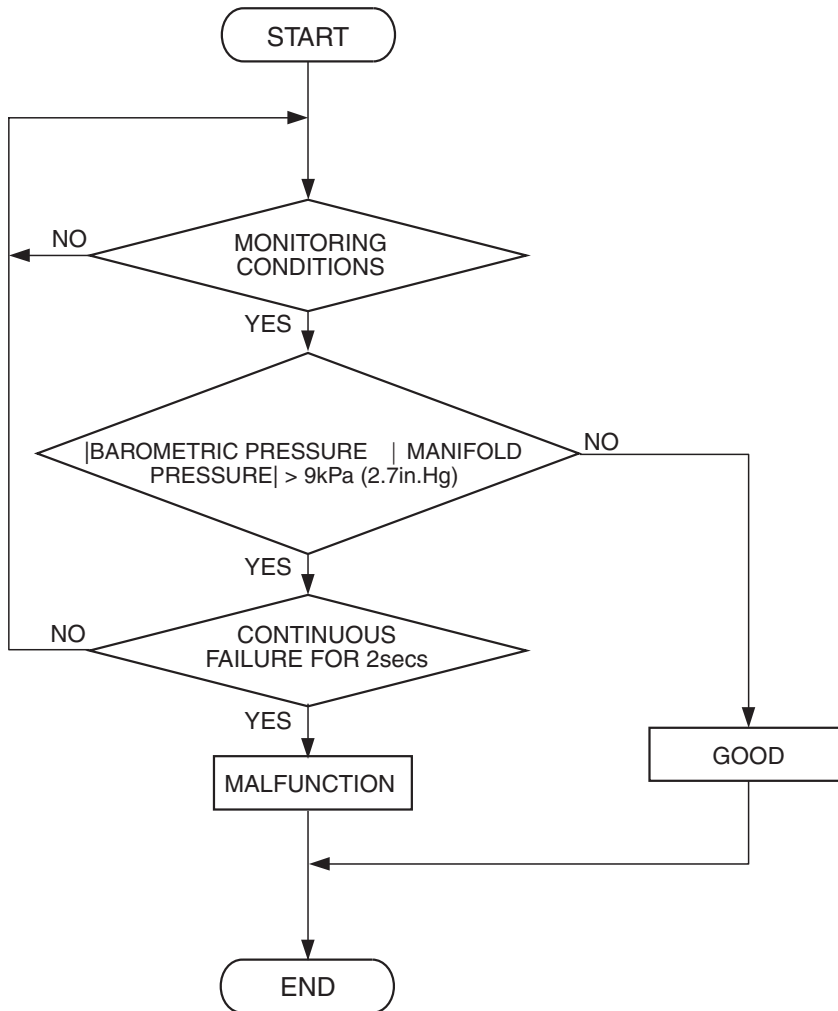 START
NO
MONITORING
CONDITIONS
YES
|BAROMETRIC PRESSURE | MANIFOLD
PRESSURE| > 9kPa (2.7in.Hg)
NO
YES
NO
CONTINUOUS
FAILURE FOR 2secs
YES
MALFUNCTION
GOOD
END